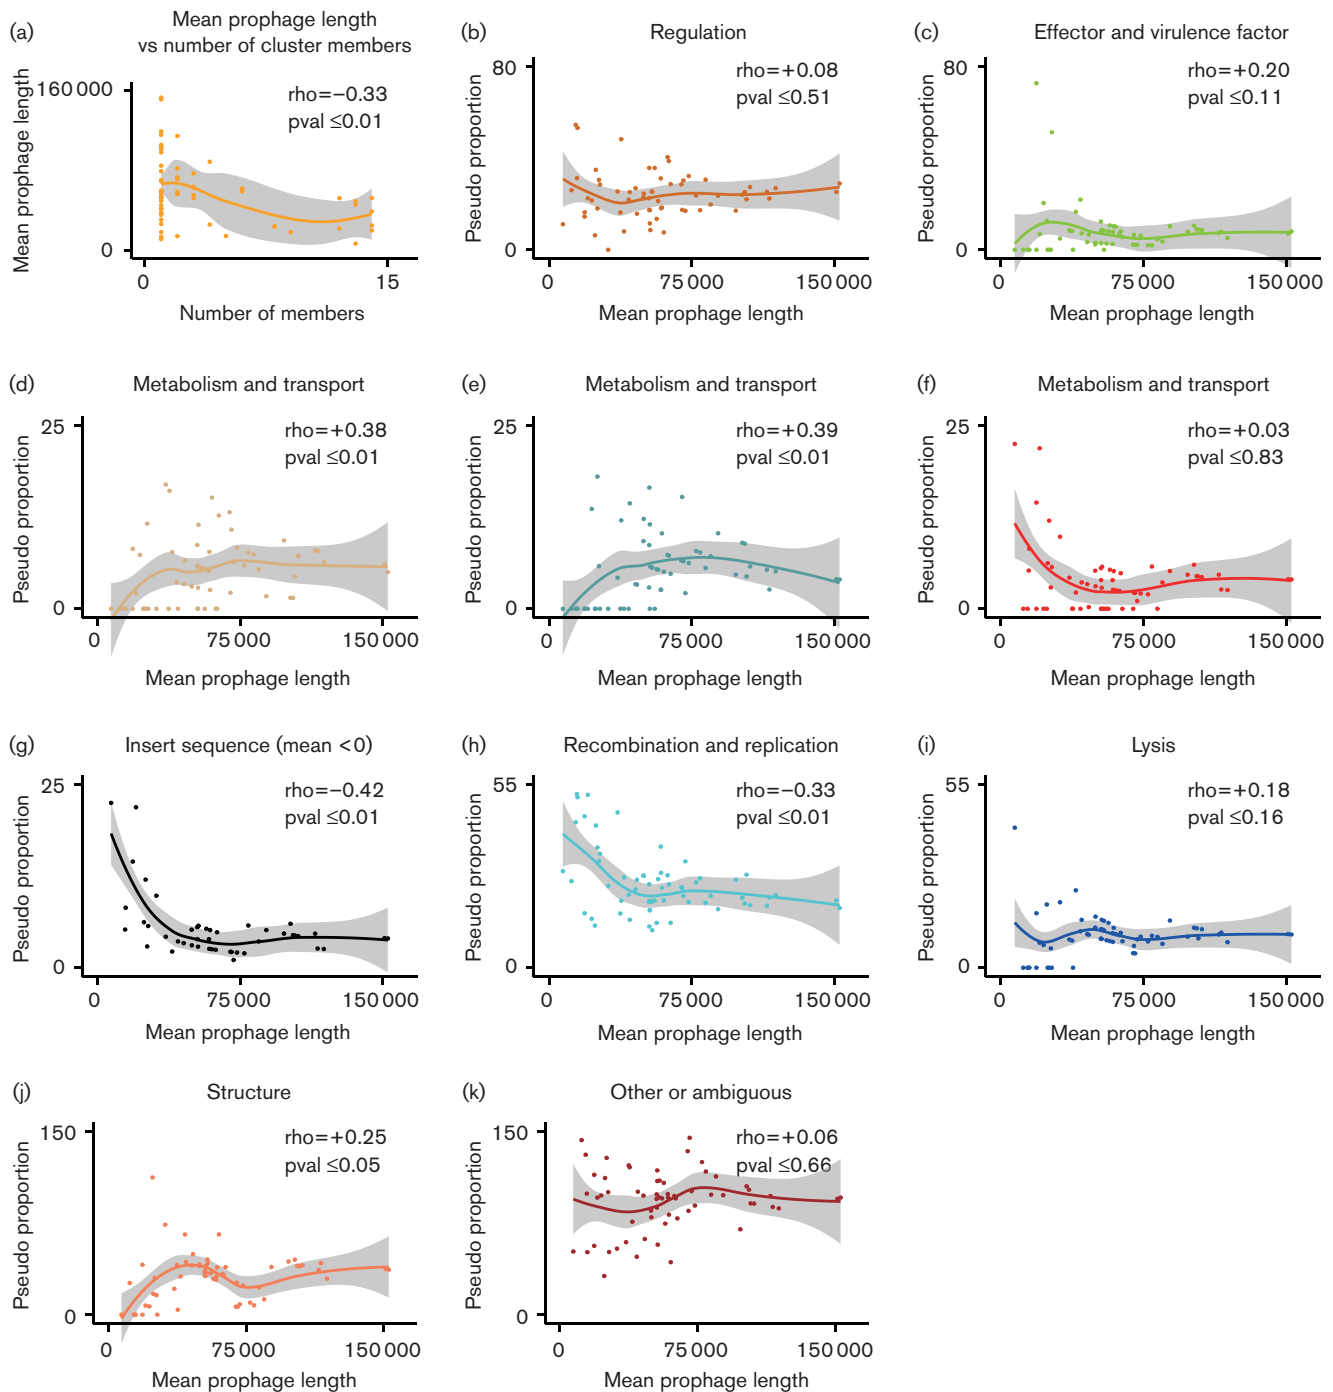 (a)
Mean prophage length
vs number of cluster members
Mean prophage length
160 000
0
rho=−0.33
pval ≤0.01
0
15
Number of members
(b)
Regulation
Pseudo proportion
80
0
rho=+0.08
pval ≤0.51
0
75 000
150 000
Mean prophage length
(c)
Effector and virulence factor
Pseudo proportion
80
0
rho=+0.20
pval ≤0.11
0
75 000
150 000
Mean prophage length
(d)
Metabolism and transport
Pseudo proportion
25
0
rho=+0.38
pval ≤0.01
0
75 000
150 000
Mean prophage length
(e)
Metabolism and transport
Pseudo proportion
25
0
rho=+0.39
pval ≤0.01
0
75 000
150 000
Mean prophage length
(f)
Metabolism and transport
Pseudo proportion
25
0
rho=+0.03
pval ≤0.83
0
75 000
150 000
Mean prophage length
(g)
Insert sequence (mean <0)
Pseudo proportion
25
0
rho=−0.42
pval ≤0.01
0
75 000
150 000
Mean prophage length
(h)
Recombination and replication
Pseudo proportion
55
0
rho=−0.33
pval ≤0.01
0
75 000
150 000
Mean prophage length
(i)
Lysis
Pseudo proportion
55
0
rho=+0.18
pval ≤0.16
0
75 000
150 000
Mean prophage length
(j)
Structure
Pseudo proportion
150
0
rho=+0.25
pval ≤0.05
0
75 000
150 000
Mean prophage length
(k)
Other or ambiguous
Pseudo proportion
150
0
rho=+0.06
pval ≤0.66
0
75 000
150 000
Mean prophage length